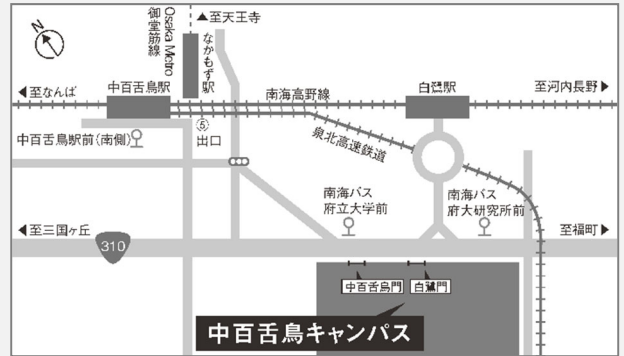 ▲至天王寺
Osaka Metro
御堂筋線
なかもず駅
◀至なんば
中百舌鳥駅
南海高野線
白鷺駅
至河内長野▶
中百舌鳥駅前(南側)
⑤
出口
泉北高速鉄道
南海バス
府立大学前
南海バス
府大研究所前
◀至三国ヶ丘
310
至福町▶
中百舌鳥門
白鷺門
中百舌鳥キャンパス